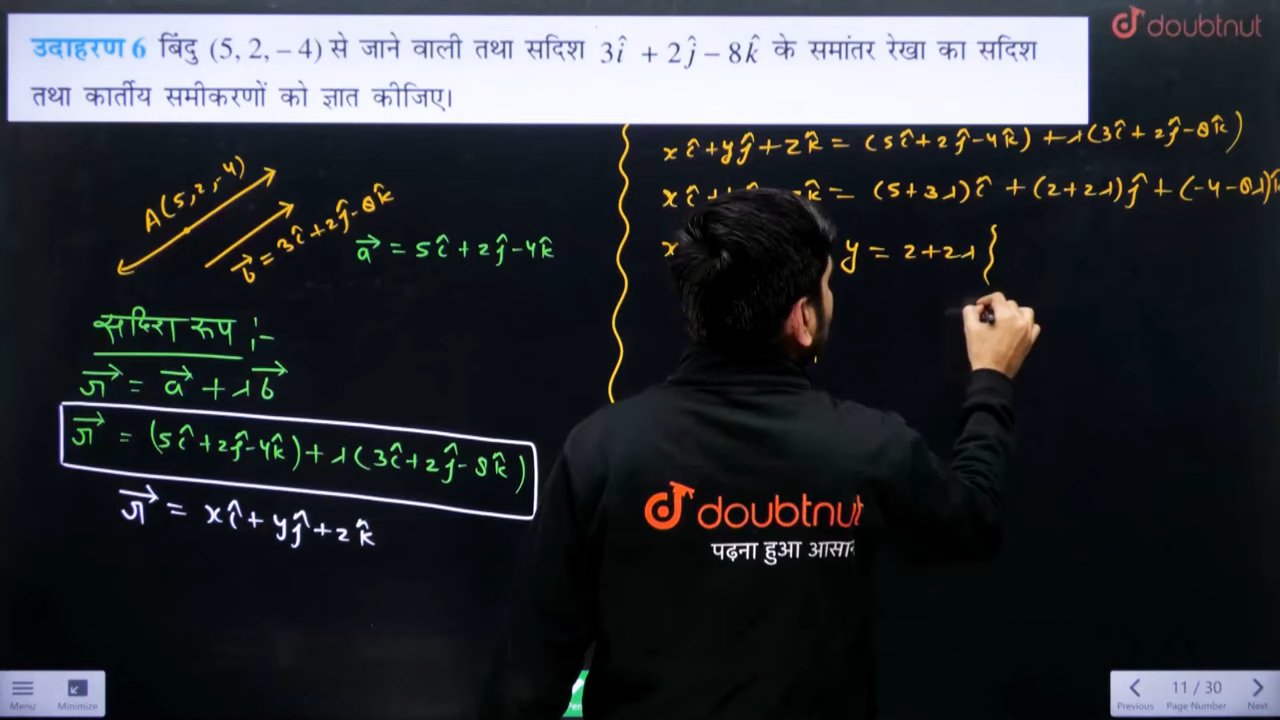 उदाहरण 6 बिंदु (5, 2, – 4) से जाने वाली तथा सदिश 3î + 2ĵ – 8k̂ के समांतर रेखा का सदिश
तथा कार्तीय समीकरणों को ज्ञात कीजिए।
doubtnut
A(5,2,-4)
b⃗ = 3î+2ĵ-8k̂
a⃗ = 5î+2ĵ-4k̂
सदिश रूप :-
r⃗ = a⃗ + λb⃗
r⃗ = (5î+2ĵ-4k̂)+λ(3î+2ĵ-8k̂)
r⃗ = xî+yĵ+zk̂
xî+yĵ+zk̂ = (5î+2ĵ-4k̂)+λ(3î+2ĵ-8k̂)
xî k̂ = (5+3λ)î + (2+2λ)ĵ + (-4-8λ)k̂
x y = 2+2λ }
doubtnut
पढ़ना हुआ आसान
Menu
Minimize
Previous
11 / 30
Page Number
Next